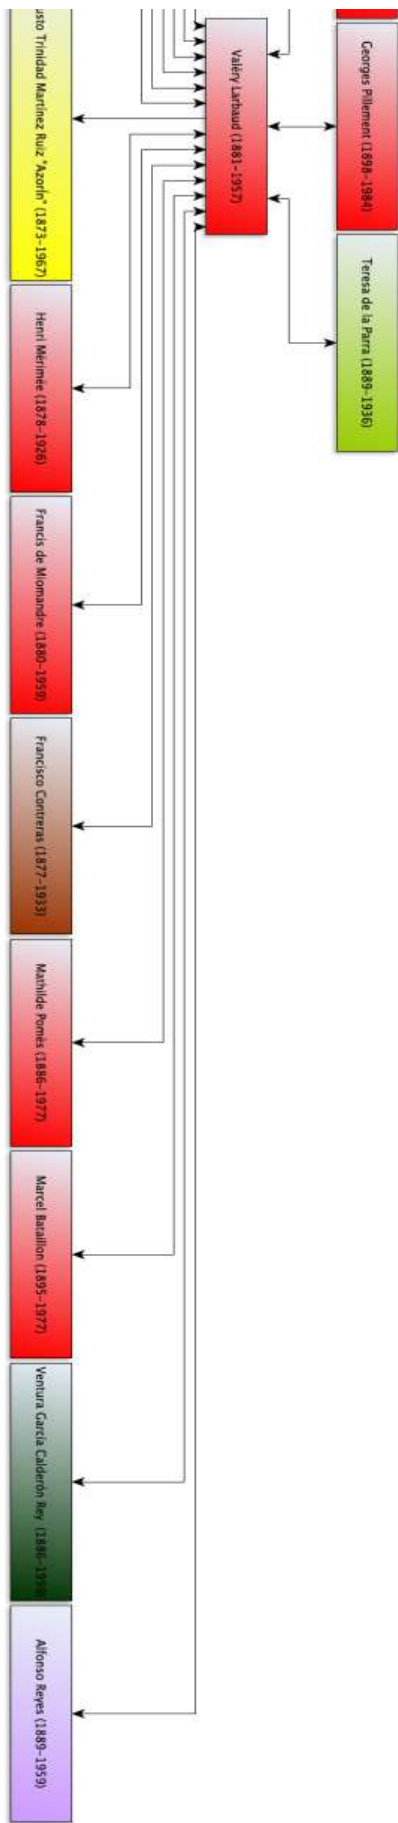 Georges Pillement (1898-1984)
Teresa de la Parra (1889-1936)
Valéry Larbaud (1881-1957)
usto Trinidad Martínez Ruiz "Azorín" (1873-1967)
Henri Mérimée (1878-1926)
Francis de Miomandre (1880-1959)
Francisco Contreras (1877-1933)
Mathilde Pomès (1886-1977)
Marcel Bataillon (1895-1977)
Ventura García Calderón Rey (1886-1959)
Alfonso Reyes (1889-1959)